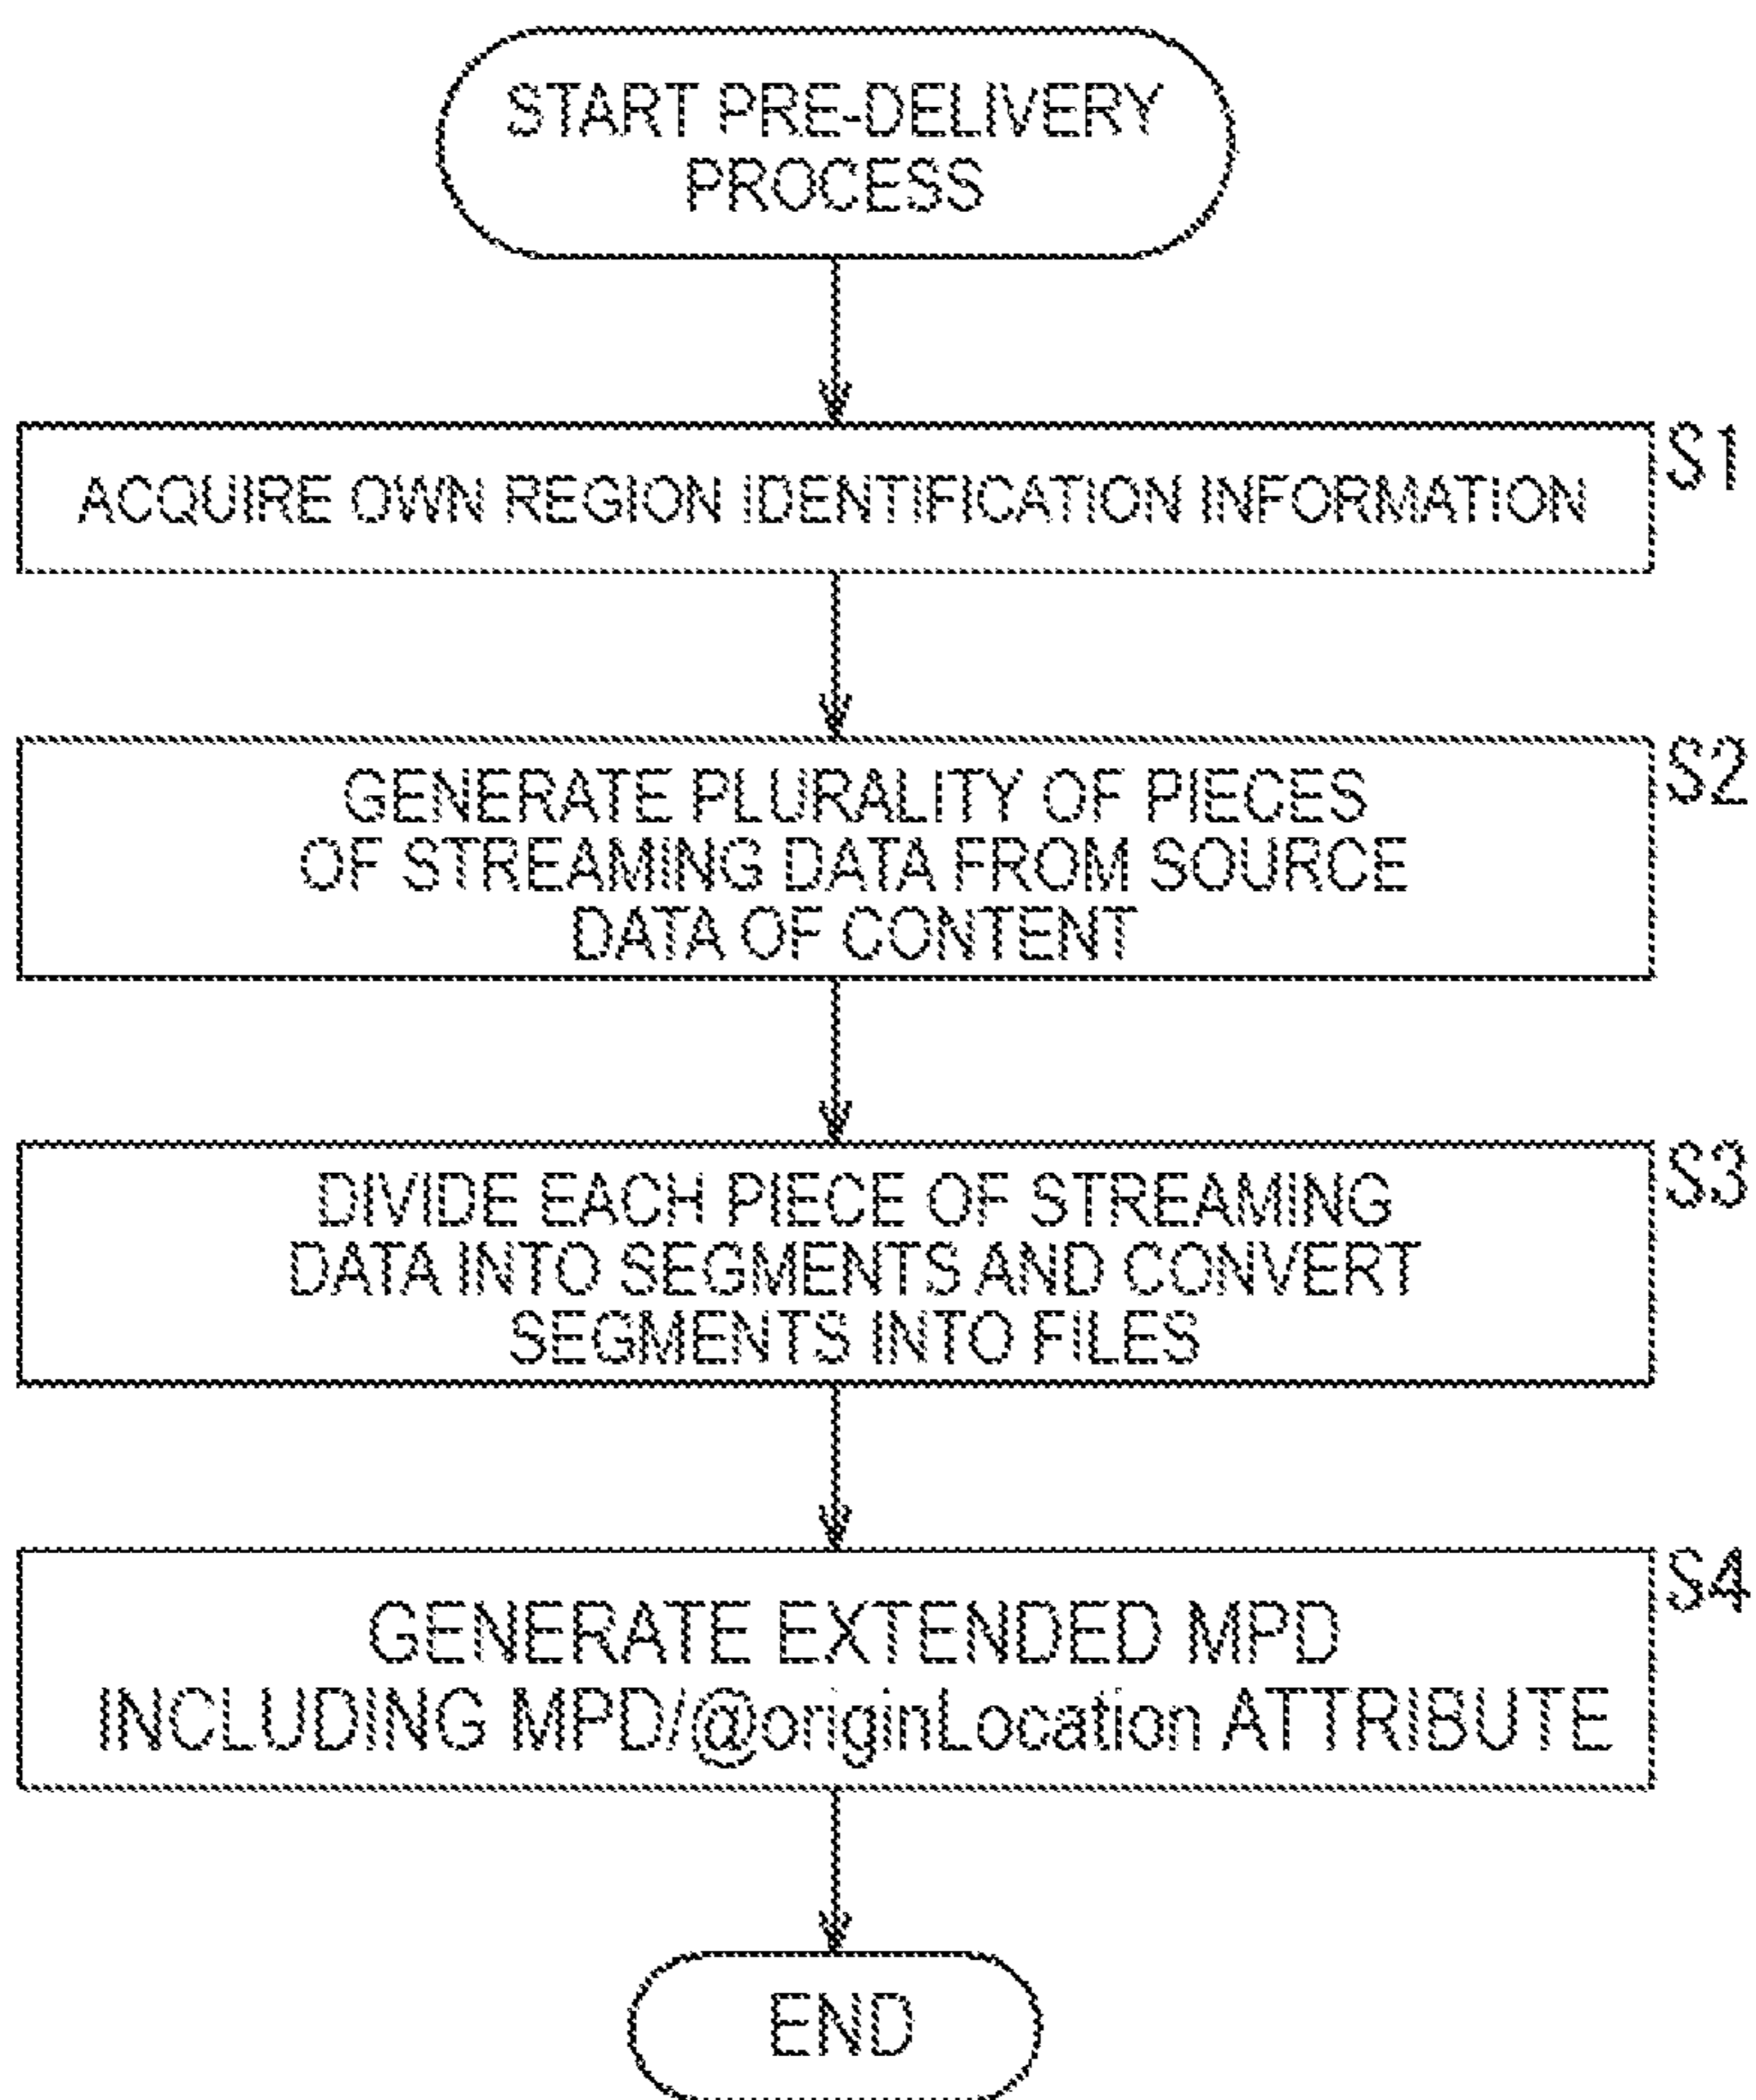 START PRE-DELIVERY
PROCESS
S1
ACQUIRE OWN REGION IDENTIFICATION INFORMATION
S2
GENERATE PLURALITY OF PIECES
OF STREAMING DATA FROM SOURCE
DATA OF CONTENT
S3
DIVIDE EACH PIECE OF STREAMING
DATA INTO SEGMENTS AND CONVERT
SEGMENTS INTO FILES
S4
GENERATE EXTENDED MPD
INCLUDING MPD/@originLocation ATTRIBUTE
END